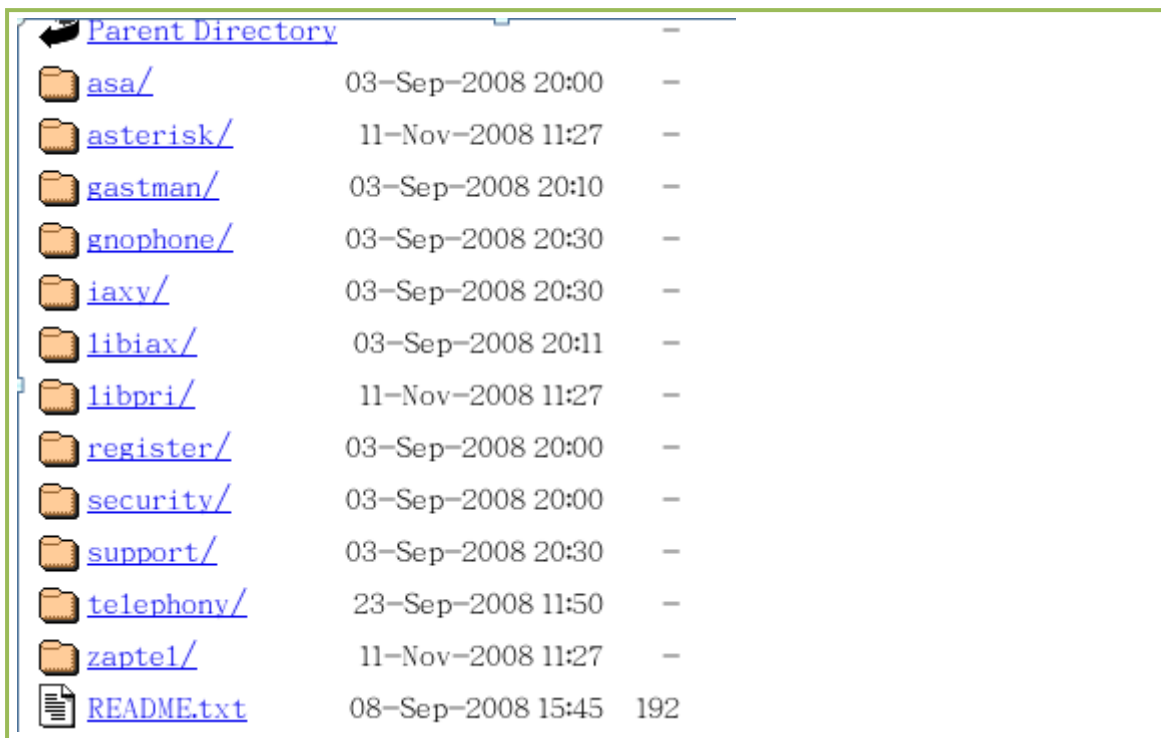 Parent Directory -
asa/ 03-Sep-2008 20:00 -
asterisk/ 11-Nov-2008 11:27 -
gastman/ 03-Sep-2008 20:10 -
gnophone/ 03-Sep-2008 20:30 -
iaxy/ 03-Sep-2008 20:30 -
libiax/ 03-Sep-2008 20:11 -
libpri/ 11-Nov-2008 11:27 -
register/ 03-Sep-2008 20:00 -
security/ 03-Sep-2008 20:00 -
support/ 03-Sep-2008 20:30 -
telephony/ 23-Sep-2008 11:50 -
zaptel/ 11-Nov-2008 11:27 -
README.txt 08-Sep-2008 15:45 192